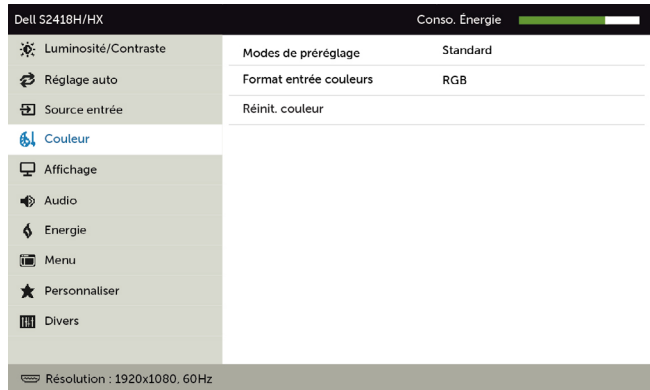 Dell S2418H/HX Conso. Énergie
Luminosité/Contraste
Réglage auto
Source entrée
Couleur
Affichage
Audio
Energie
Menu
Personnaliser
Divers
Modes de préréglage Standard
Format entrée couleurs RGB
Réinit. couleur
Résolution : 1920x1080, 60Hz